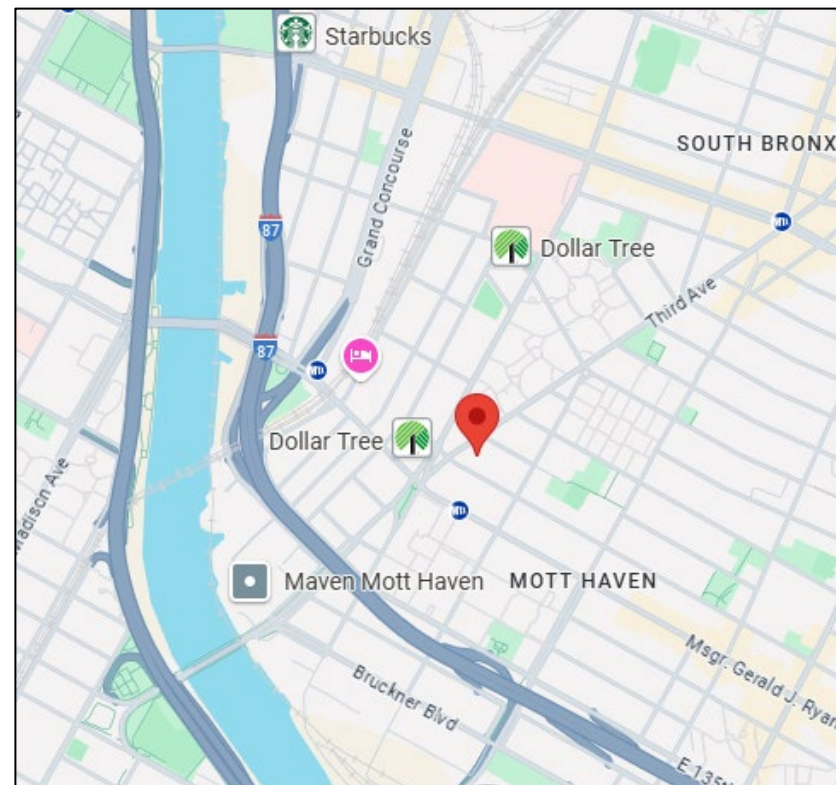 Starbucks
SOUTH BRONX
Grand Concourse
87
Dollar Tree
Third Ave
87
Dollar Tree
Madison Ave
Maven Mott Haven
MOTT HAVEN
Msgr. Gerald J. Ryan
Bruckner Blvd
E 135